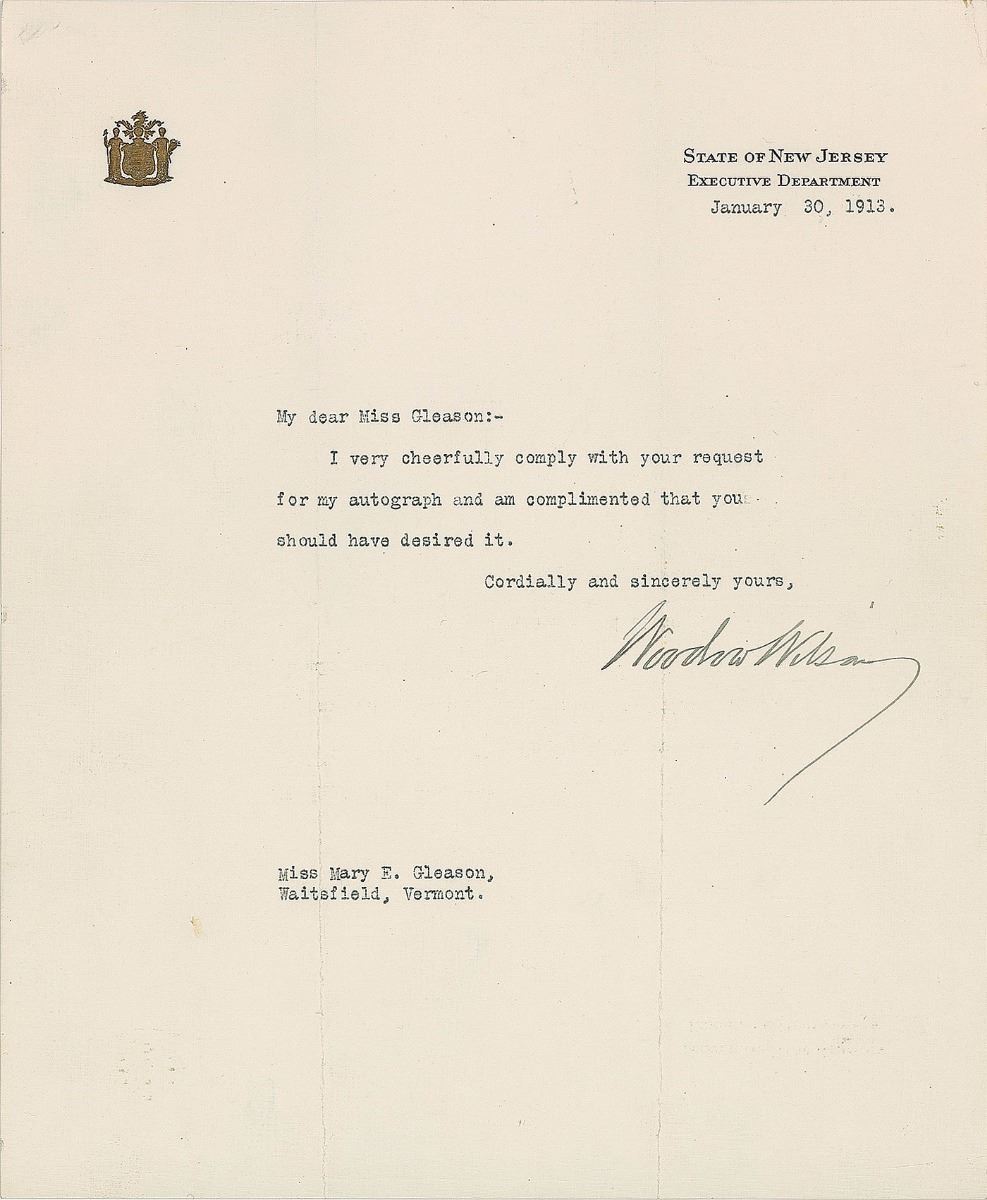 STATE OF NEW JERSEY
EXECUTIVE DEPARTMENT
January 30, 1913.
My dear Miss Gleason:-
I very cheerfully comply with your request
for my autograph and am complimented that you
should have desired it.
Cordially and sincerely yours,
Woodrow Wilson
Miss Mary E. Gleason,
Waitsfield, Vermont.